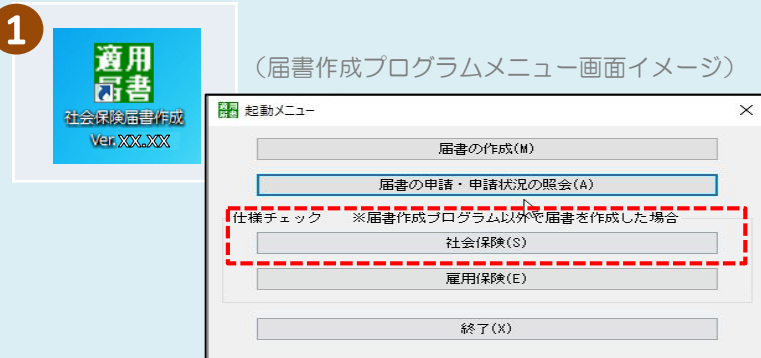 1
適用
届書
社会保険届書作成
Ver.XX.XX
（届書作成プログラムメニュー画面イメージ）
適用
届書
起動メニュー
届書の作成(M)
届書の申請・申請状況の照会(A)
仕様チェック　※届書作成プログラム以外で届書を作成した場合
社会保険(S)
雇用保険(E)
終了(X)